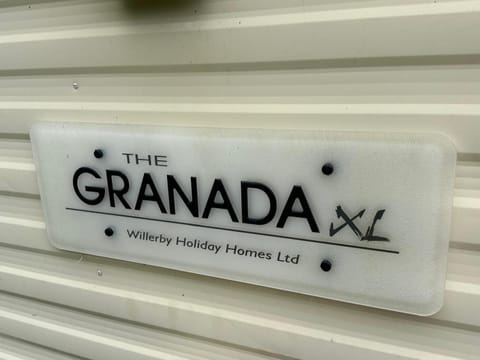 THE
GRANADA XL
Willerby Holiday Homes Ltd